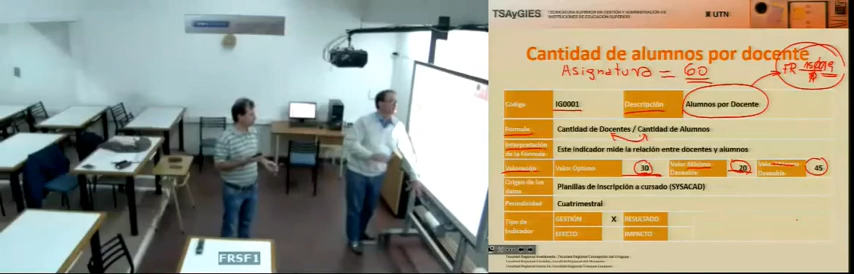 TSAyGIES
TECNICATURA SUPERIOR EN GESTIÓN Y ADMINISTRACIÓN EN
INSTITUCIONES DE EDUCACIÓN SUPERIOR
UTN
Cantidad de alumnos por docente
Asignatura = 60
FR
Código
IG0001
Descripción
Alumnos por Docente
Fórmula
Cantidad de Docentes / Cantidad de Alumnos
Interpretación
de la Fórmula
Este indicador mide la relación entre docentes y alumnos
Valoración
Valor Optimo
30
Valor Mínimo
Deseable
20
Deseable
45
Origen de los
datos
Planillas de inscripción a cursado (SYSACAD)
Periodicidad
Cuatrimestral
Tipo de
Indicador
GESTIÓN
X
RESULTADO
EFECTO
IMPACTO
FRSF1